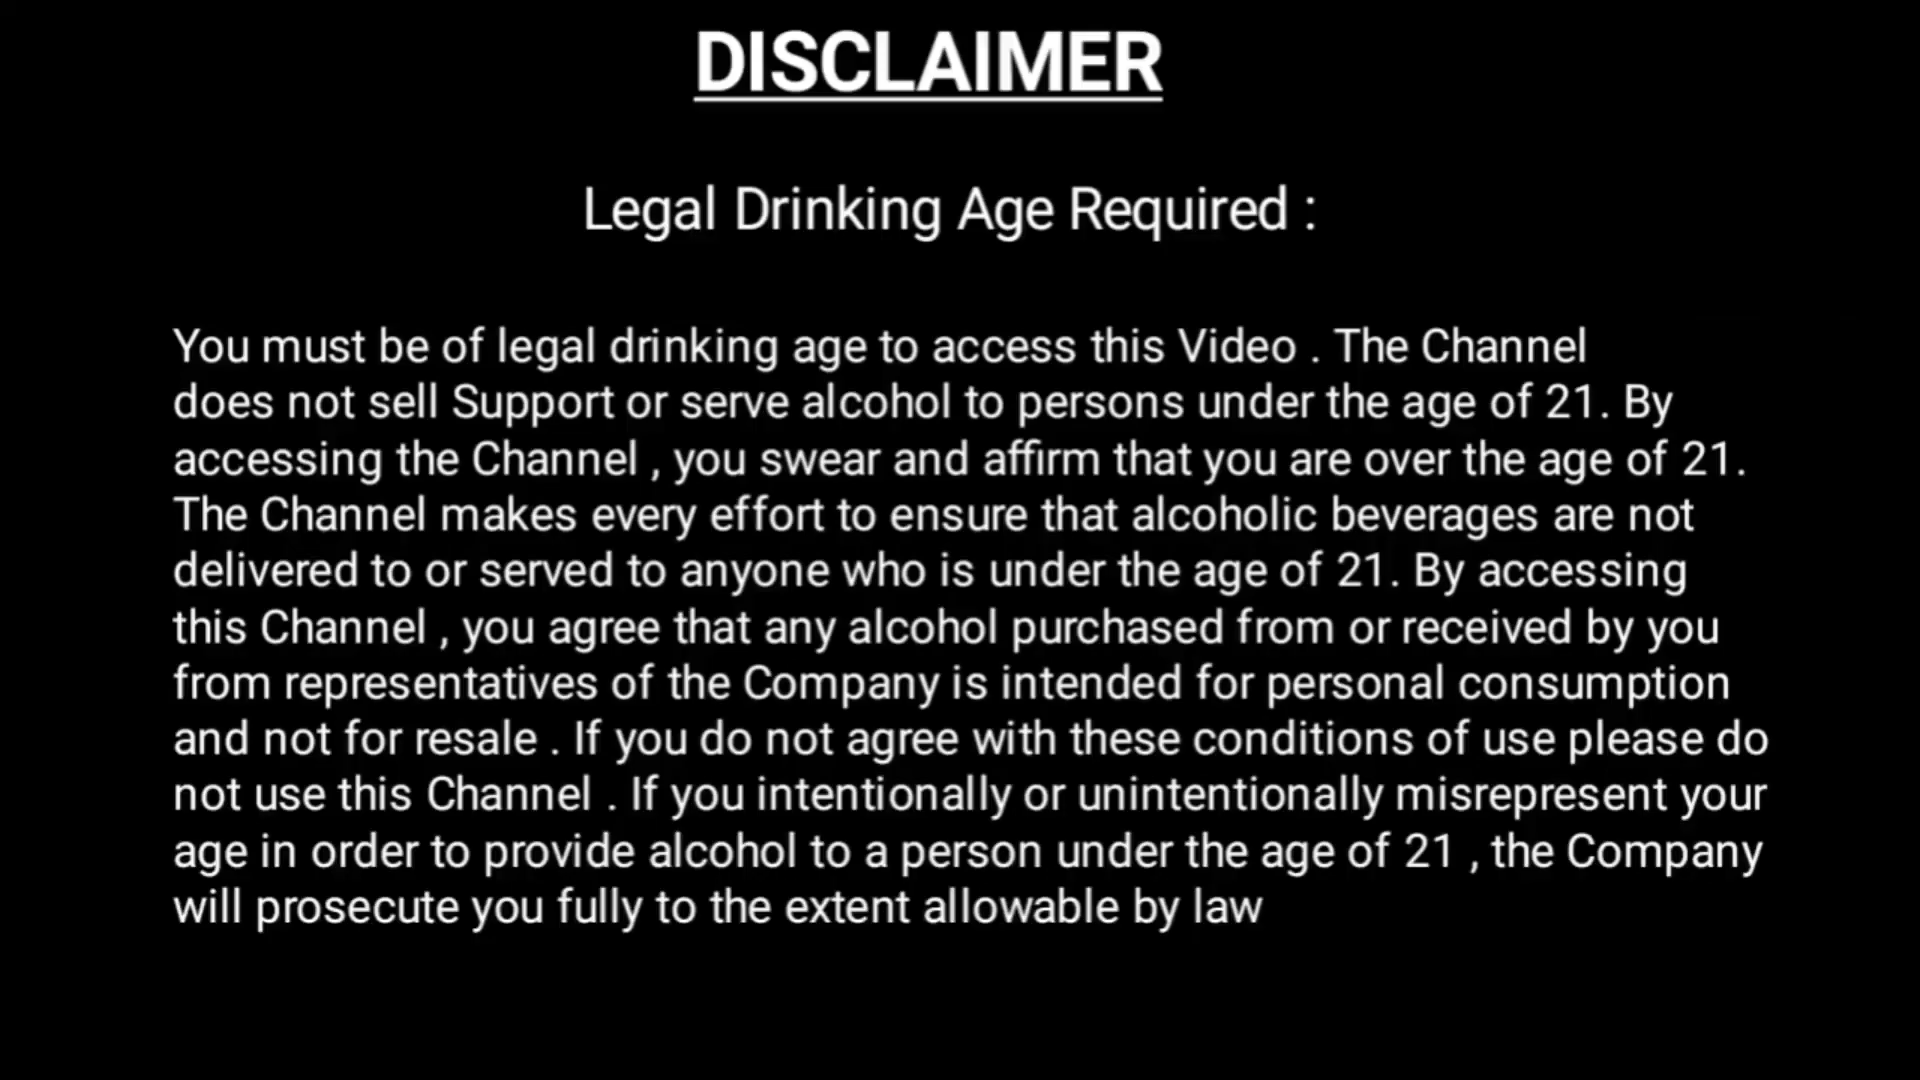 DISCLAIMER
Legal Drinking Age Required :
You must be of legal drinking age to access this Video . The Channel
does not sell Support or serve alcohol to persons under the age of 21. By
accessing the Channel , you swear and affirm that you are over the age of 21.
The Channel makes every effort to ensure that alcoholic beverages are not
delivered to or served to anyone who is under the age of 21. By accessing
this Channel , you agree that any alcohol purchased from or received by you
from representatives of the Company is intended for personal consumption
and not for resale . If you do not agree with these conditions of use please do
not use this Channel . If you intentionally or unintentionally misrepresent your
age in order to provide alcohol to a person under the age of 21 , the Company
will prosecute you fully to the extent allowable by law